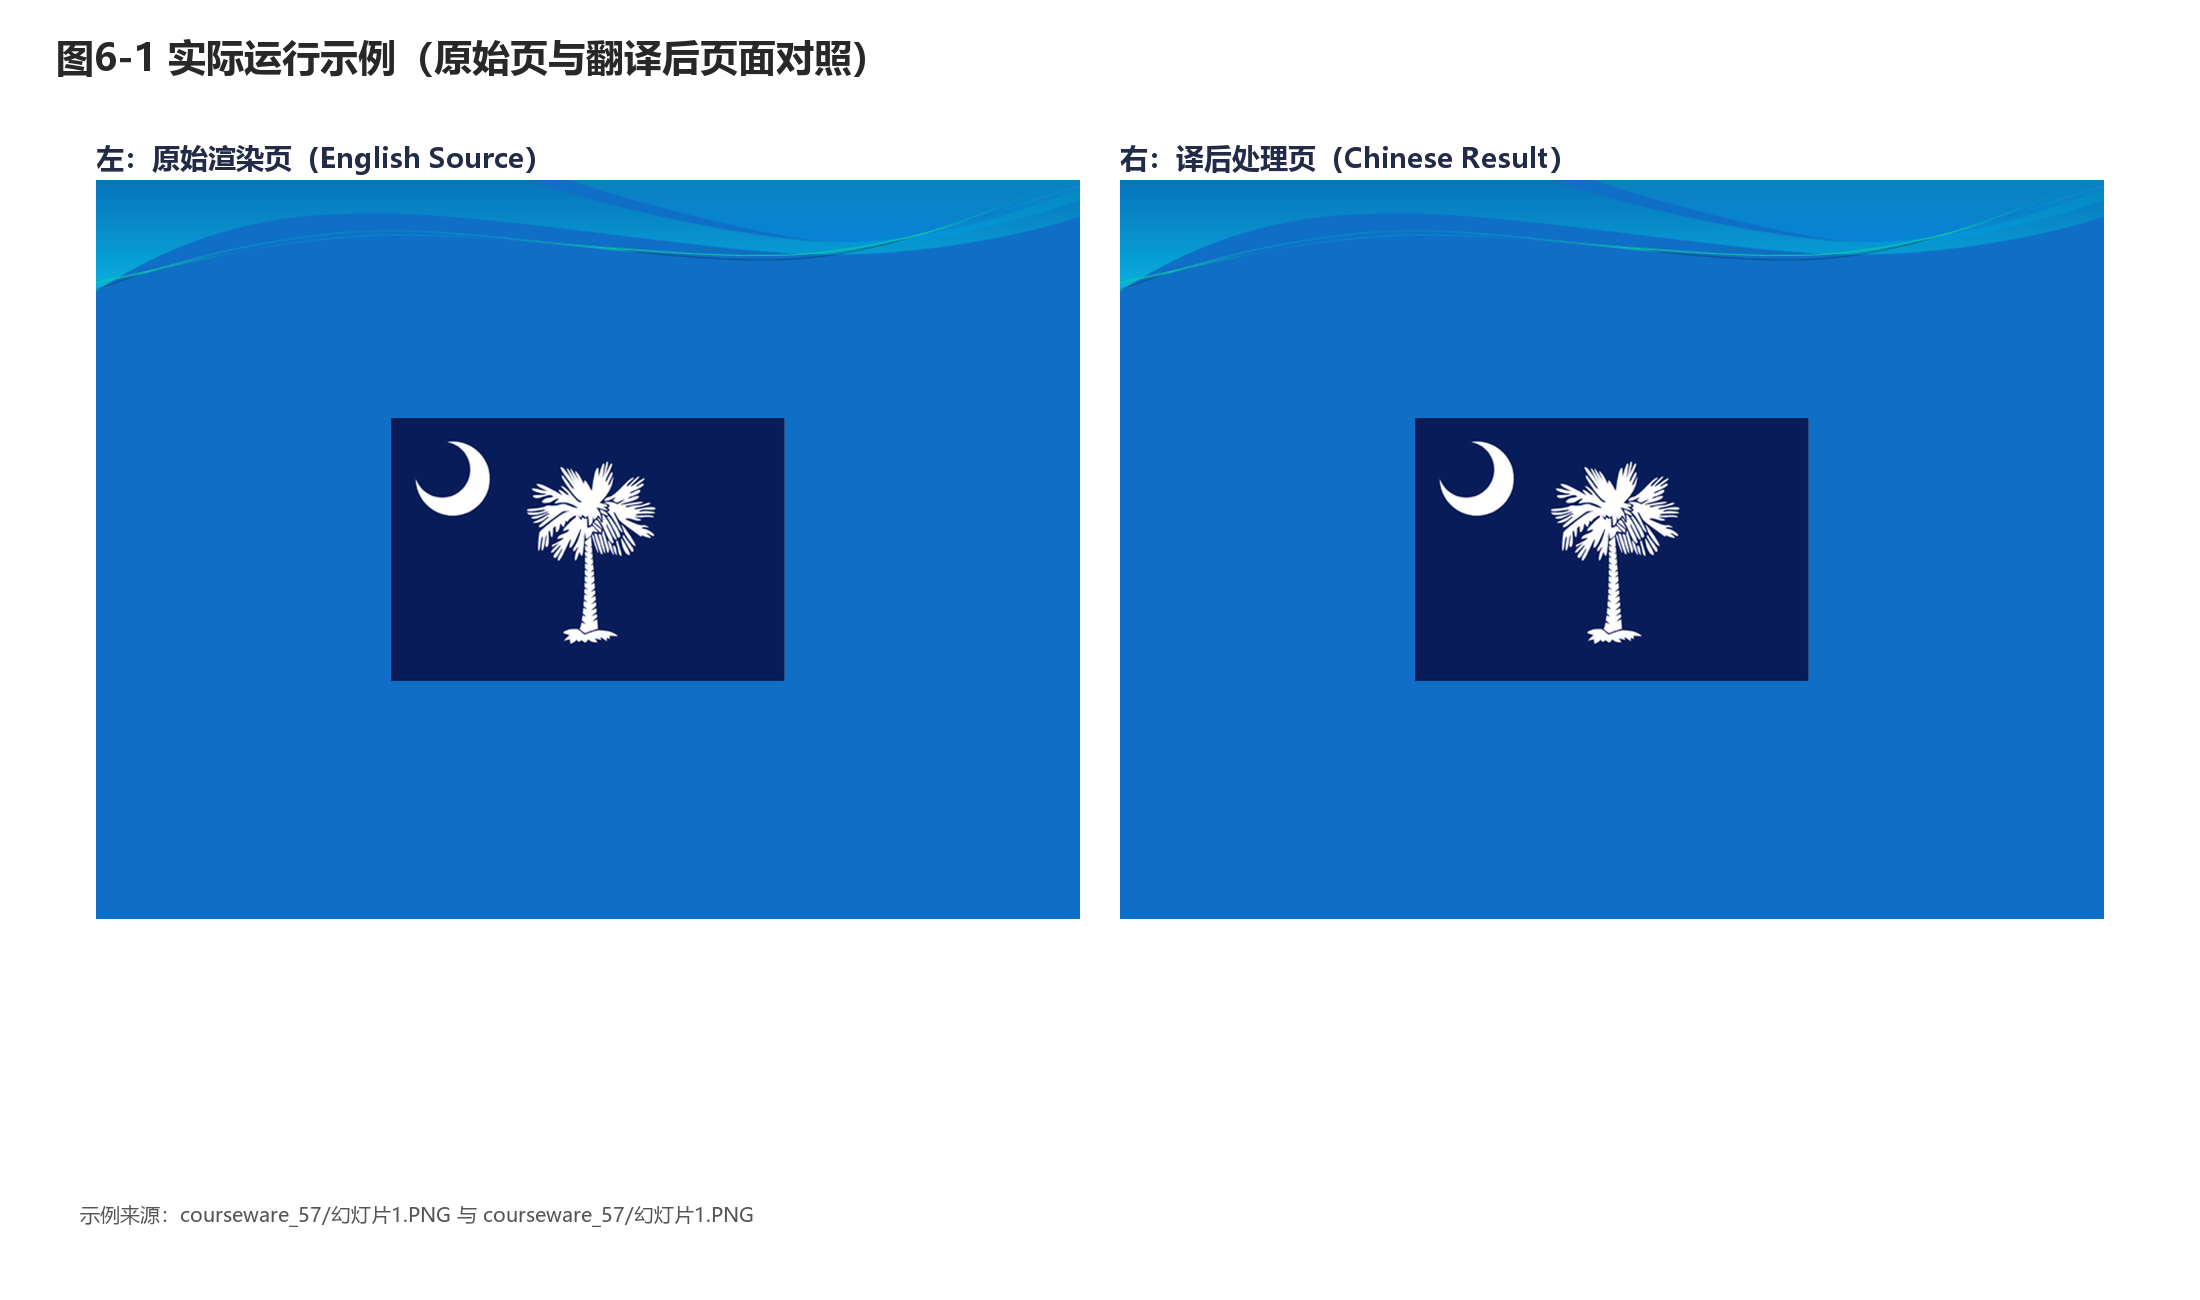 图6-1 实际运行示例（原始页与翻译后页面对照）
左：原始渲染页（English Source）
右：译后处理页（Chinese Result）
示例来源：courseware_57/幻灯片1.PNG 与 courseware_57/幻灯片1.PNG